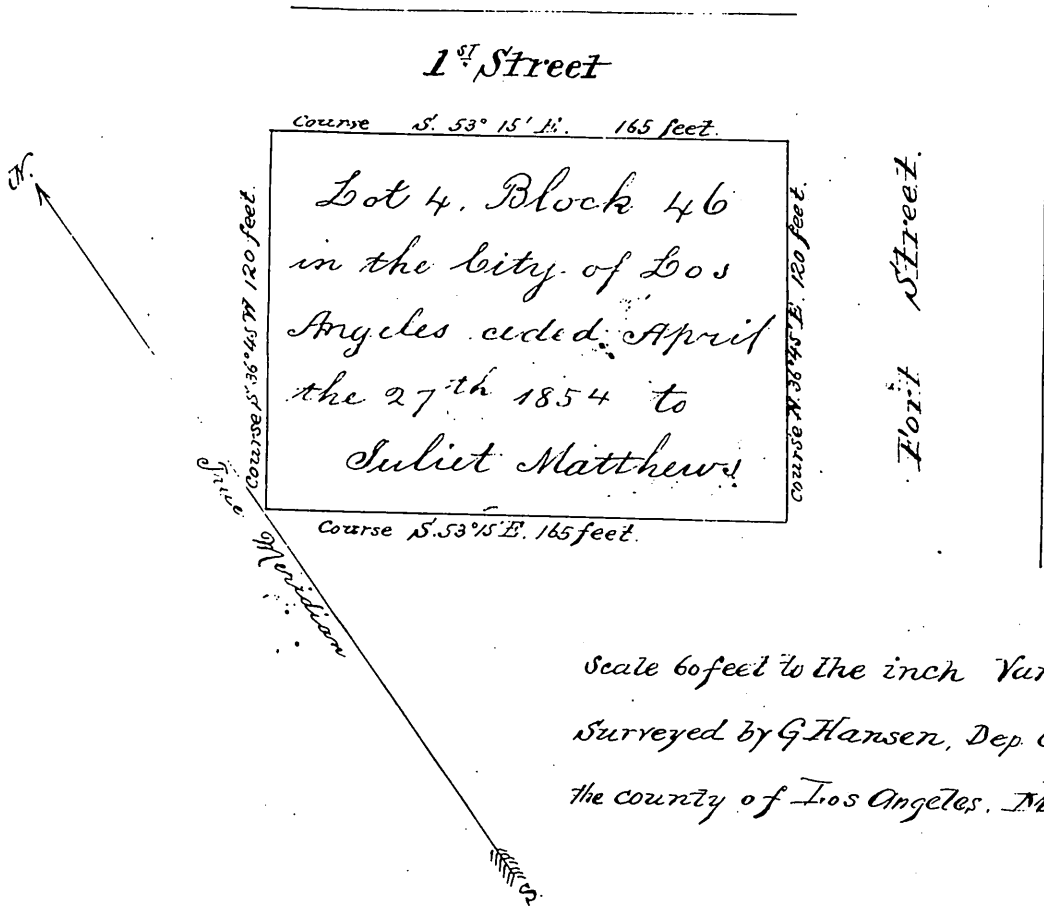 1ST Street
Course S. 53° 15' E. 165 feet.
N.
Course S 36° 45 W 120 feet.
Lot 4. Block 46
in the City of Los
Angeles ceded. April
the 27th 1854 to
Juliet Matthews
Course N. 36° 45' E. 120 feet.
Fort Street.
Course S. 53° 15' E. 165 feet.
True Meridian
S.
Scale 60 feet to the inch
Surveyed by G Hansen, Dep.
the county of Los Angeles.